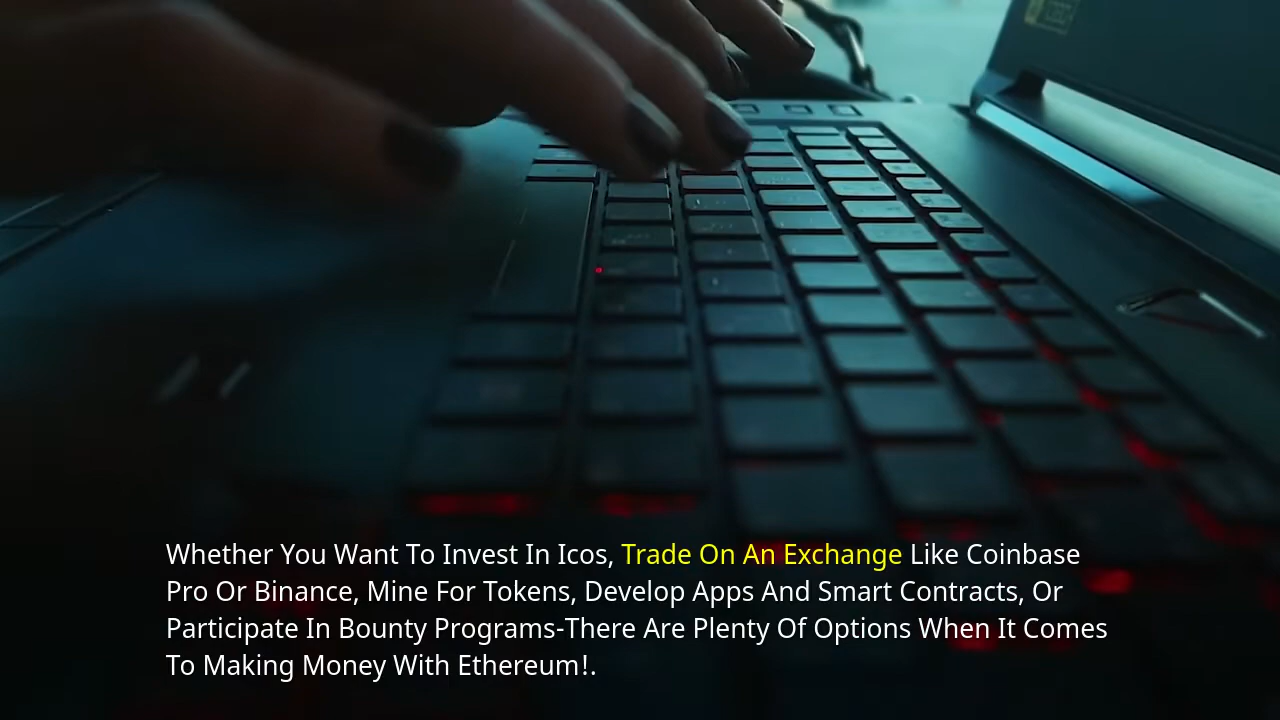 Whether You Want To Invest In Icos, Trade On An Exchange Like Coinbase
Pro Or Binance, Mine For Tokens, Develop Apps And Smart Contracts, Or
Participate In Bounty Programs-There Are Plenty Of Options When It Comes
To Making Money With Ethereum!.